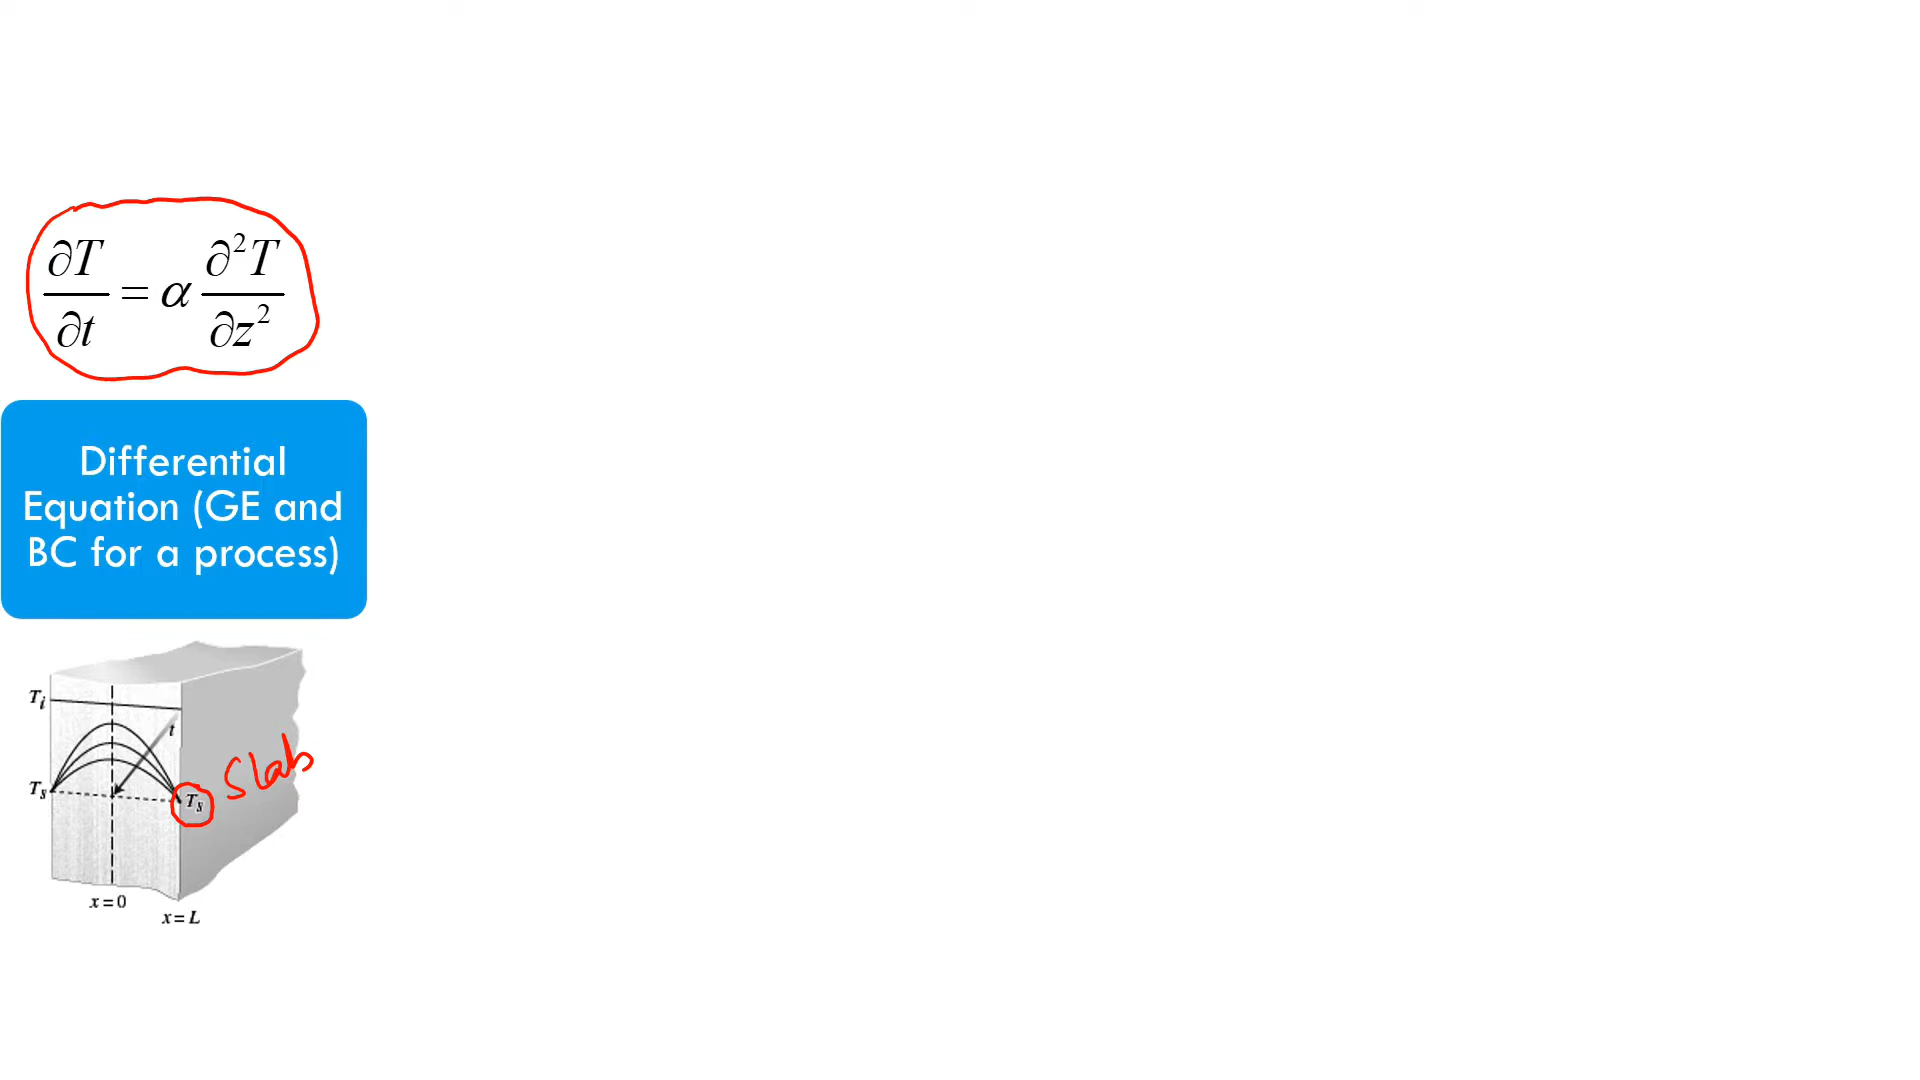 ∂T/∂t = α ∂²T/∂z²
Differential
Equation (GE and
BC for a process)
Ti
t
Slab
Ts
Ts
x = 0
x = L